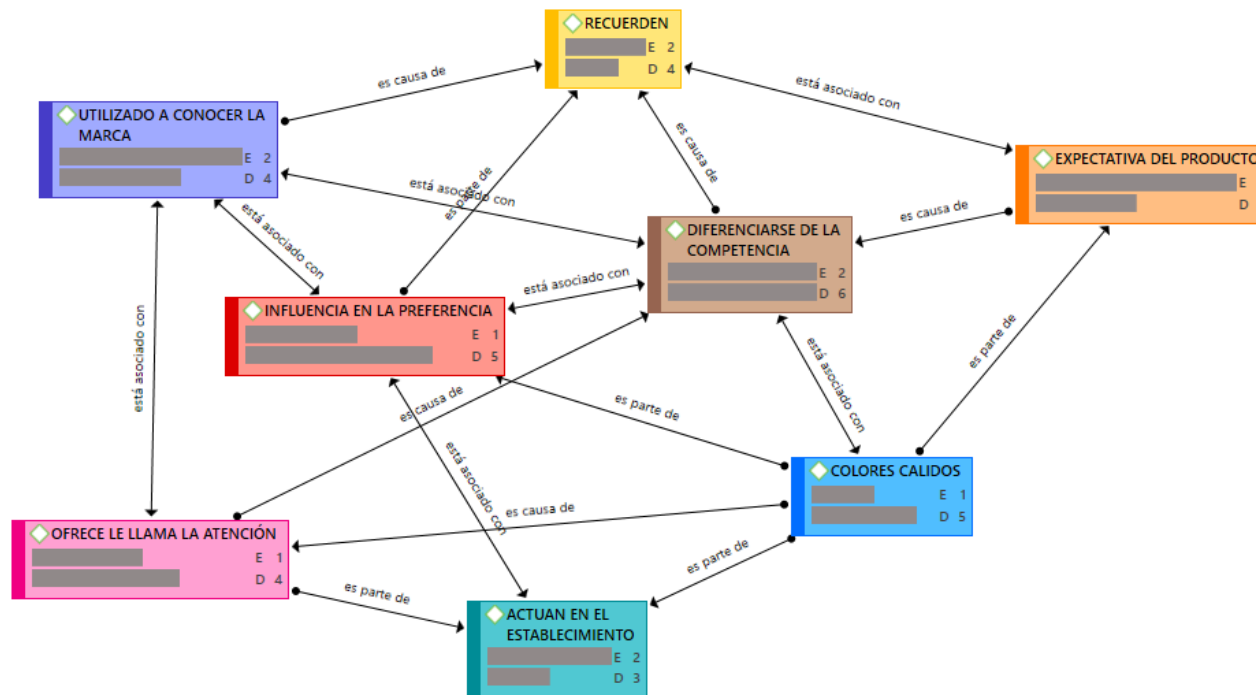 RECUERDEN
E 2
D 4
es causa de
está asociado con
UTILIZADO A CONOCER LA
MARCA
E 2
D 4
es causa de
EXPECTATIVA DEL PRODUCTO
E
D
está asociado con
es parte de
es causa de
DIFERENCIARSE DE LA
COMPETENCIA
E 2
D 6
está asociado con
está asociado con
INFLUENCIA EN LA PREFERENCIA
E 1
D 5
está asociado con
es causa de
es parte de
está asociado con
es parte de
está asociado con
COLORES CALIDOS
E 1
D 5
es causa de
OFRECE LE LLAMA LA ATENCIÓN
E 1
D 4
es parte de
es parte de
ACTUAN EN EL
ESTABLECIMIENTO
E 2
D 3